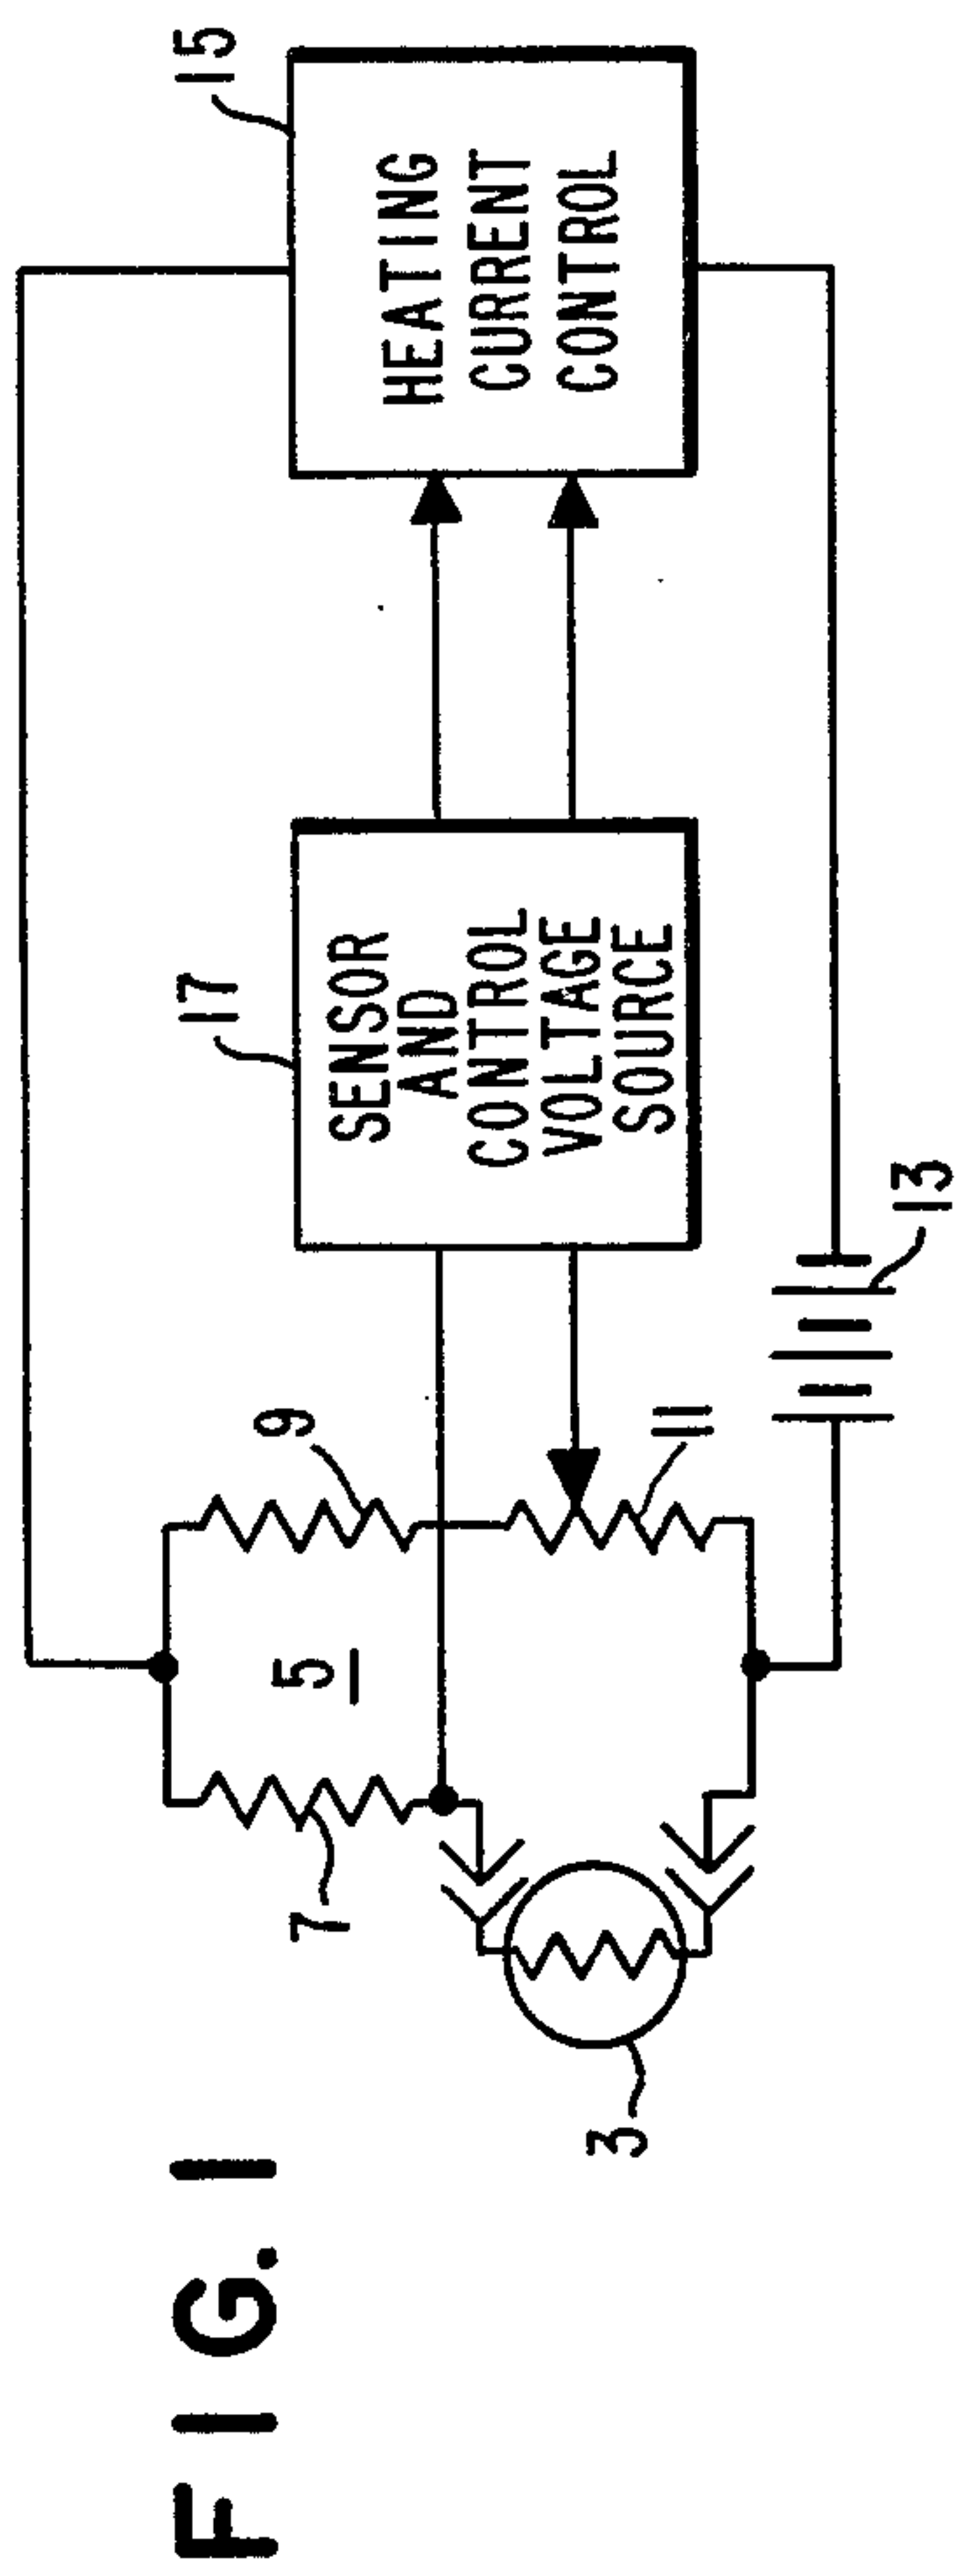 FIG. 1
3
7
5
9
11
13
17
SENSOR
AND
CONTROL
VOLTAGE
SOURCE
15
HEATING
CURRENT
CONTROL